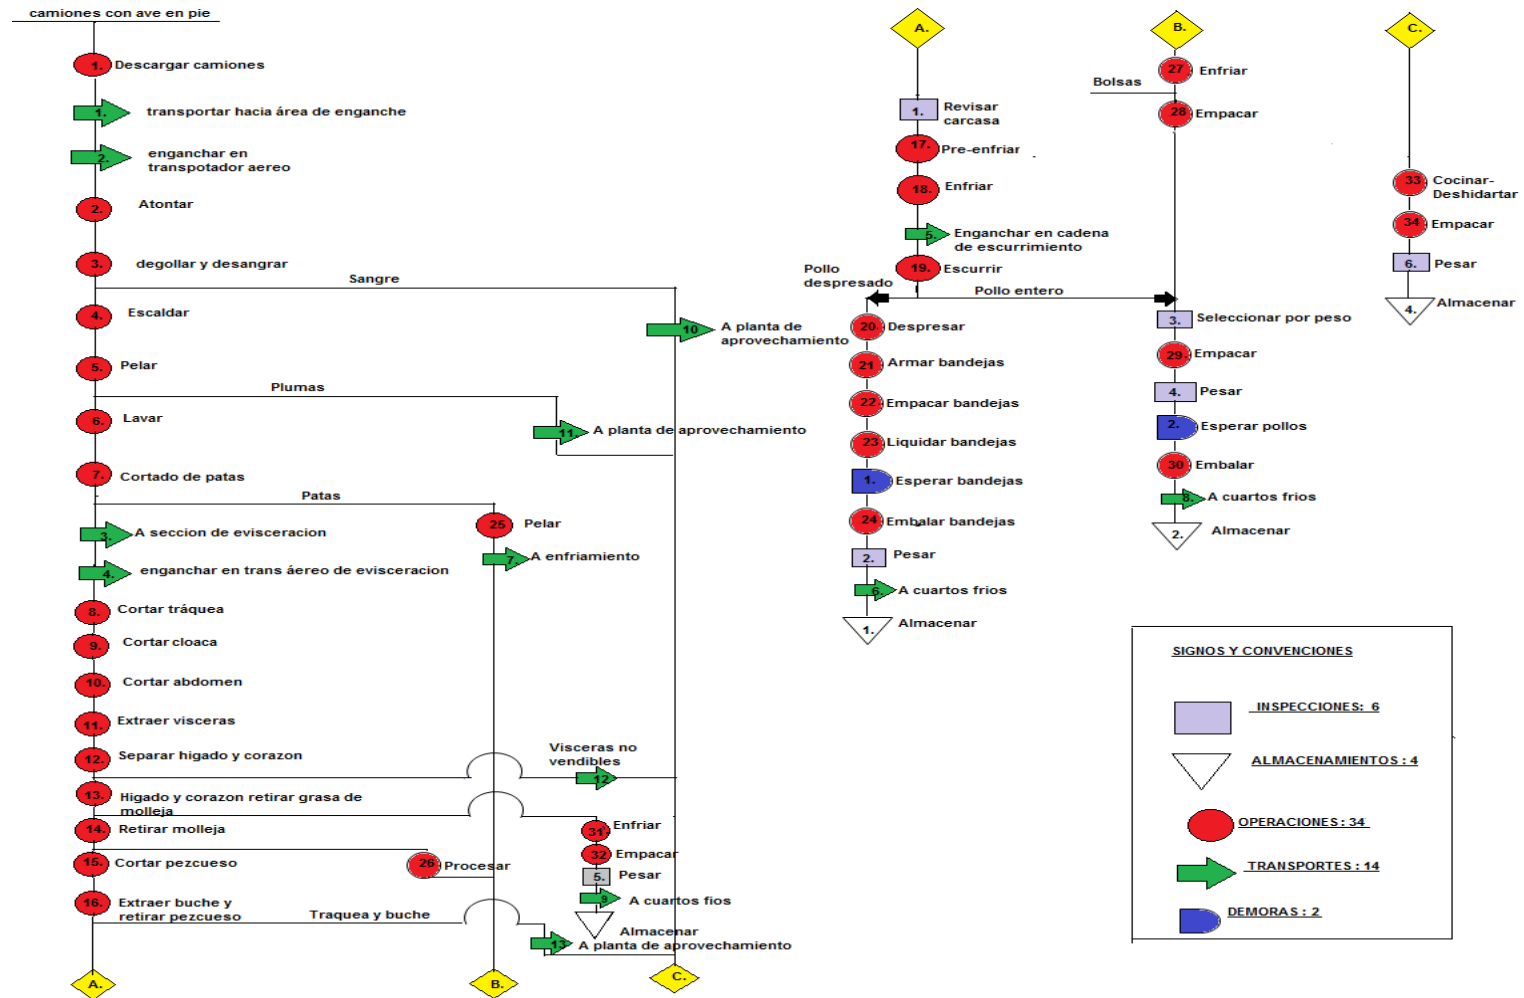 camiones con ave en pie
1. Descargar camiones
1. transportar hacia área de enganche
2. enganchar en
transpotador aereo
2. Atontar
3. degollar y desangrar
Sangre
4. Escaldar
10 A planta de
aprovechamiento
5. Pelar
Plumas
6. Lavar
11. A planta de aprovechamiento
7. Cortado de patas
Patas
25 Pelar
3. A seccion de evisceracion
7. A enfriamiento
4. enganchar en trans áereo de evisceracion
8. Cortar tráquea
9. Cortar cloaca
10. Cortar abdomen
11. Extraer visceras
12. Separar higado y corazon
Visceras no
vendibles
12
13. Higado y corazon retirar grasa de
molleja
14. Retirar molleja
31. Enfriar
32 Empacar
15. Cortar pezcueso
26 Procesar
5. Pesar
9 A cuartos fios
16. Extraer buche y
retirar pezcueso
Traquea y buche
Almacenar
13 A planta de aprovechamiento
A.
B.
C.
A.
1. Revisar
carcasa
17. Pre-enfriar
18. Enfriar
5. Enganchar en cadena
de escurrimiento
19. Escurrir
Pollo
despresado
Pollo entero
20. Despresar
21 Armar bandejas
22 Empacar bandejas
23 Liquidar bandejas
1. Esperar bandejas
24 Embalar bandejas
2. Pesar
6. A cuartos frios
1. Almacenar
B.
27 Enfriar
Bolsas
28 Empacar
3. Seleccionar por peso
29. Empacar
4. Pesar
2. Esperar pollos
30 Embalar
8. A cuartos frios
2. Almacenar
C.
33 Cocinar-
Deshidartar
34 Empacar
6. Pesar
4. Almacenar
SIGNOS Y CONVENCIONES
INSPECCIONES: 6
ALMACENAMIENTOS : 4
OPERACIONES : 34
TRANSPORTES : 14
DEMORAS : 2